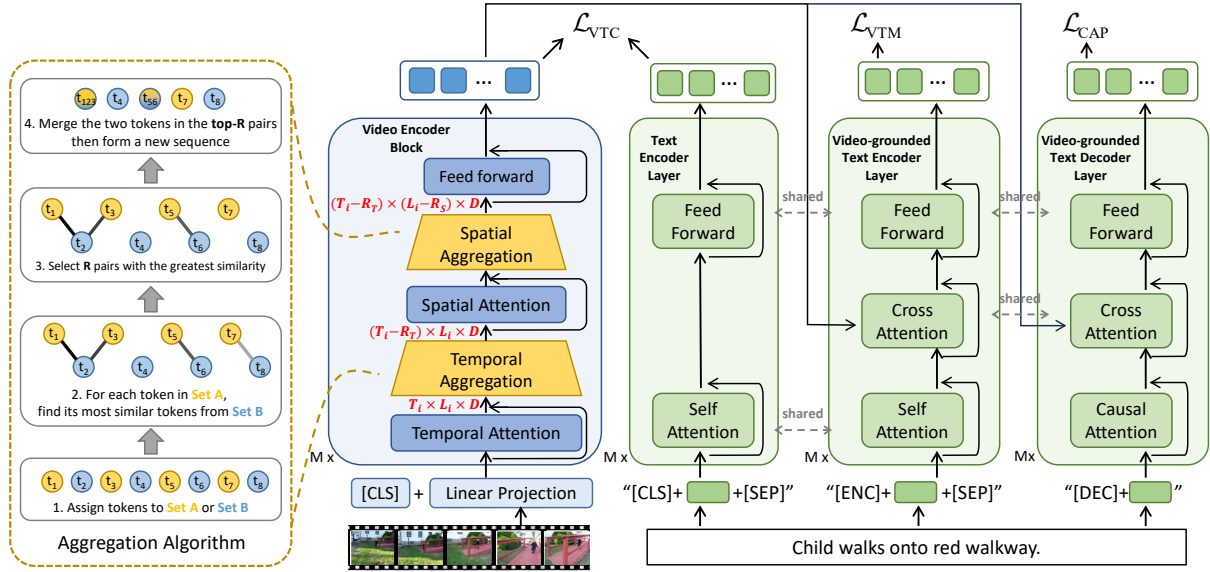 t123 t4 t56 t7 t8
4. Merge the two tokens in the top-R pairs
then form a new sequence
t1 t3 t5 t7
t2 t4 t6 t8
3. Select R pairs with the greatest similarity
t1 t3 t5 t7
t2 t4 t6 t8
2. For each token in Set A,
find its most similar tokens from Set B
t1 t2 t3 t4 t5 t6 t7 t8
1. Assign tokens to Set A or Set B
Aggregation Algorithm
ℒVTC
...
Video Encoder
Block
Feed forward
(Ti−RT) × (Li−RS) × D
Spatial
Aggregation
Spatial Attention
(Ti−RT) × Li × D
Temporal
Aggregation
Ti × Li × D
Temporal Attention
M x
[CLS] + Linear Projection
...
Text
Encoder
Layer
Feed
Forward
Self
Attention
M x
"[CLS]+ +[SEP]"
shared
shared
ℒVTM
...
Video-grounded
Text Encoder
Layer
Feed
Forward
Cross
Attention
Self
Attention
M x
"[ENC]+ +[SEP]"
shared
shared
ℒCAP
...
Video-grounded
Text Decoder
Layer
Feed
Forward
Cross
Attention
Causal
Attention
Mx
"[DEC]+ "
Child walks onto red walkway.